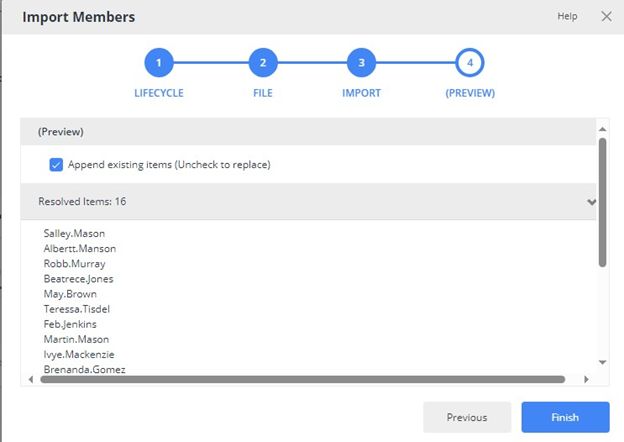 Import Members
Help
1
2
3
4
LIFECYCLE
FILE
IMPORT
(PREVIEW)
(Preview)
Append existing items (Uncheck to replace)
Resolved Items: 16
Salley.Mason
Albertt.Manson
Robb.Murray
Beatrece.Jones
May.Brown
Teressa.Tisdel
Feb.Jenkins
Martin.Mason
Ivye.Mackenzie
Brenanda.Gomez
Previous
Finish